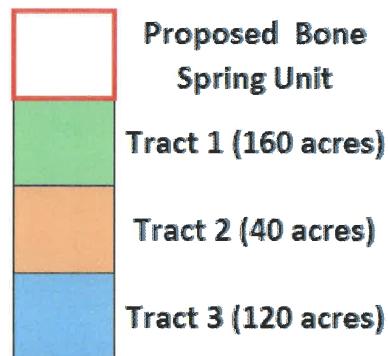 Proposed Bone
Spring Unit
Tract 1 (160 acres)
Tract 2 (40 acres)
Tract 3 (120 acres)